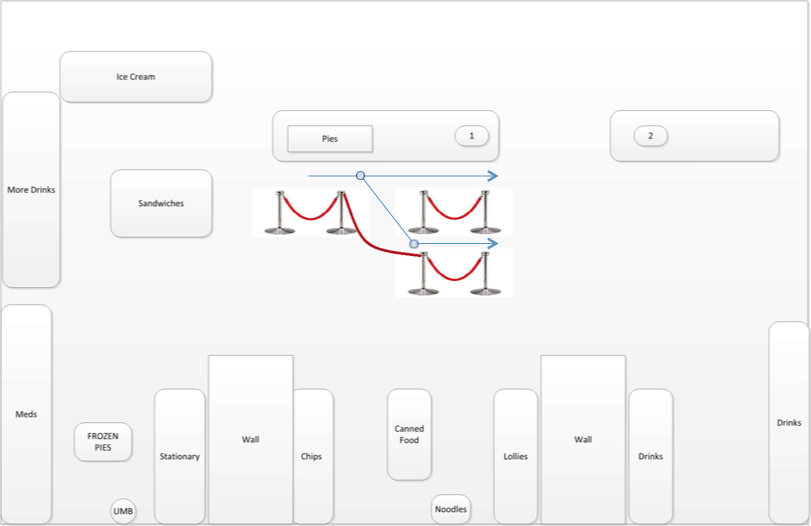 Ice Cream
Pies
1
2
More Drinks
Sandwiches
Meds
FROZEN
PIES
UMB
Stationary
Wall
Chips
Canned
Food
Noodles
Lollies
Wall
Drinks
Drinks